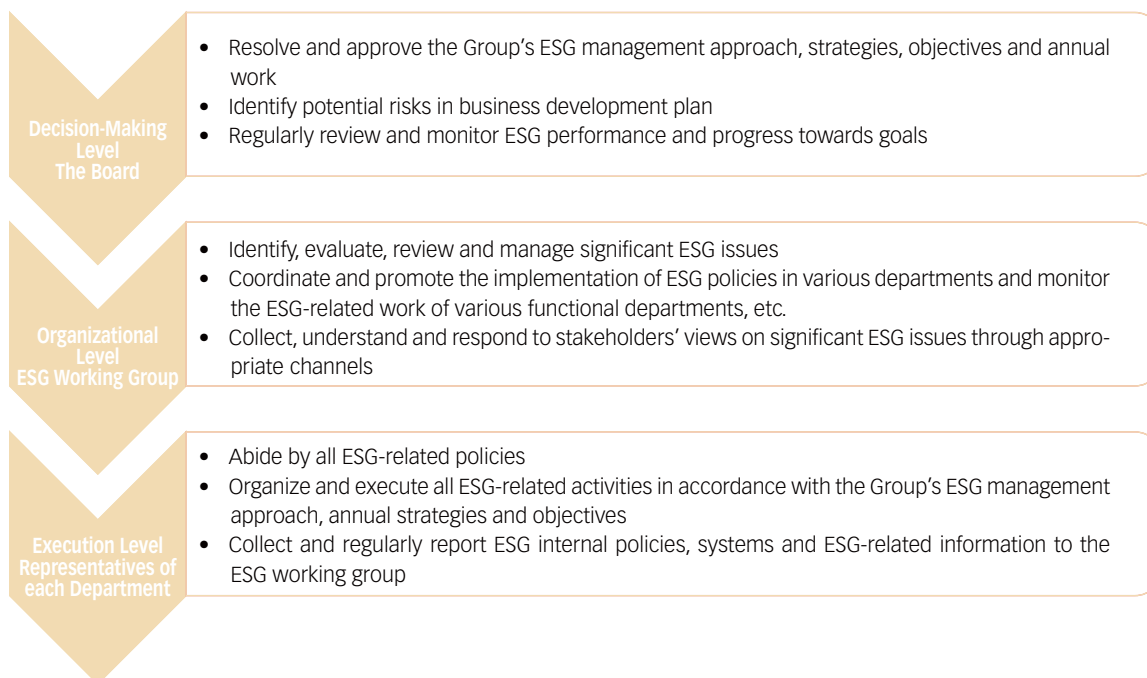 Decision-Making
Level
The Board
• Resolve and approve the Group's ESG management approach, strategies, objectives and annual
work
• Identify potential risks in business development plan
• Regularly review and monitor ESG performance and progress towards goals
Organizational
Level
ESG Working Group
• Identify, evaluate, review and manage significant ESG issues
• Coordinate and promote the implementation of ESG policies in various departments and monitor
the ESG-related work of various functional departments, etc.
• Collect, understand and respond to stakeholders' views on significant ESG issues through appro-
priate channels
Execution Level
Representatives of
each Department
• Abide by all ESG-related policies
• Organize and execute all ESG-related activities in accordance with the Group's ESG management
approach, annual strategies and objectives
• Collect and regularly report ESG internal policies, systems and ESG-related information to the
ESG working group